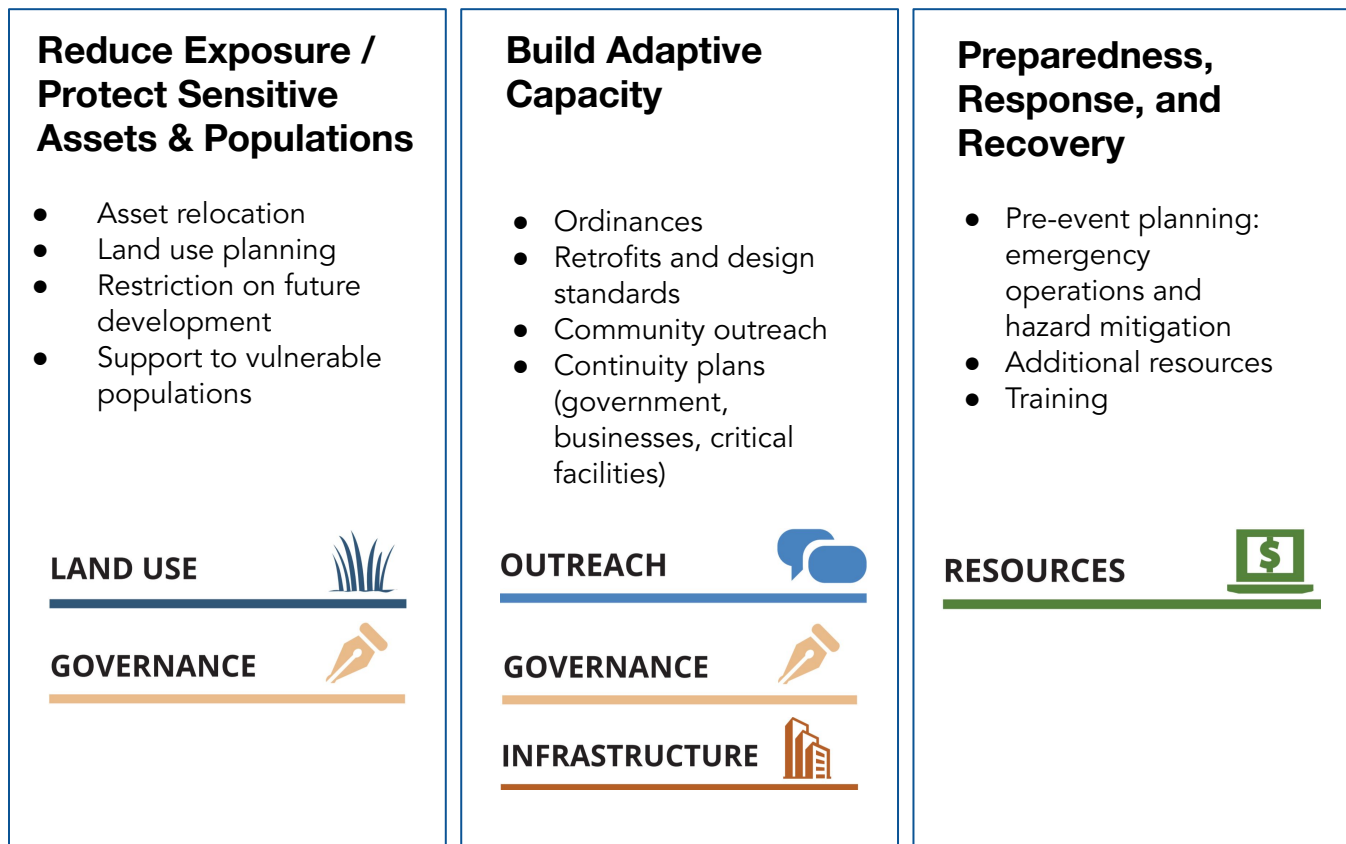 Reduce Exposure /
Protect Sensitive
Assets & Populations
● Asset relocation
● Land use planning
● Restriction on future
development
● Support to vulnerable
populations
LAND USE
GOVERNANCE
Build Adaptive
Capacity
● Ordinances
● Retrofits and design
standards
● Community outreach
● Continuity plans
(government,
businesses, critical
facilities)
OUTREACH
GOVERNANCE
INFRASTRUCTURE
Preparedness,
Response, and
Recovery
● Pre-event planning:
emergency
operations and
hazard mitigation
● Additional resources
● Training
RESOURCES
$